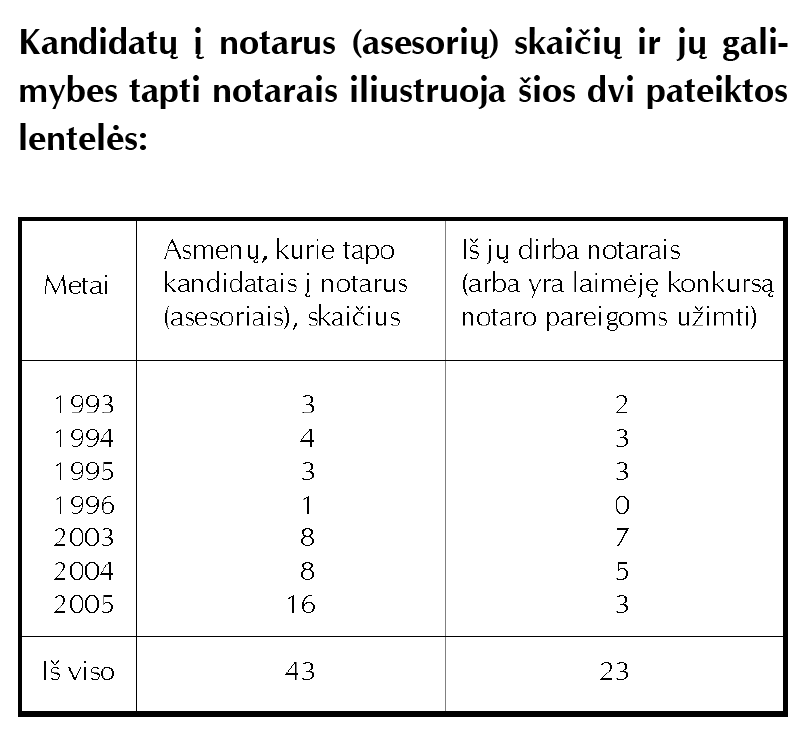 Kandidatų į notarus (asesorių) skaičių ir jų gali-
mybes tapti notarais iliustruoja šios dvi pateiktos
lentelės:
Metai
Asmenų, kurie tapo
kandidatais į notarus
(asesoriais), skaičius
Iš jų dirba notarais
(arba yra laimėję konkursą
notaro pareigoms užimti)
1993 3 2
1994 4 3
1995 3 3
1996 1 0
2003 8 7
2004 8 5
2005 16 3
Iš viso 43 23